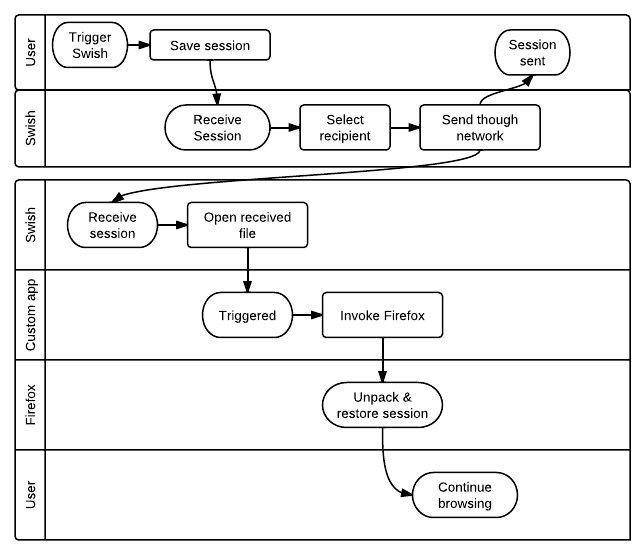 User
Trigger
Swish
Save session
Session
sent
Swish
Receive
Session
Select
recipient
Send though
network
Swish
Receive
session
Open received
file
Custom app
Triggered
Invoke Firefox
Firefox
Unpack &
restore session
User
Continue
browsing